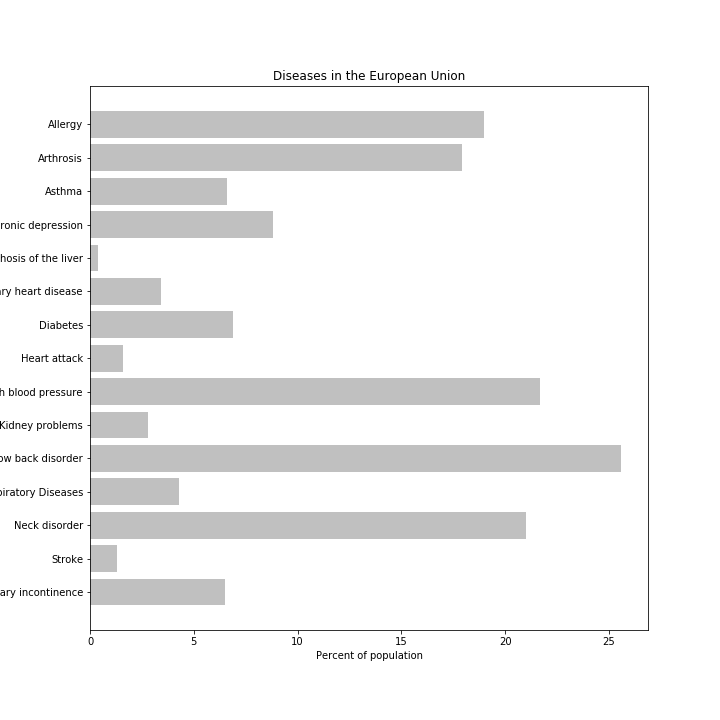 Diseases in the European Union
Allergy
Arthrosis
Asthma
ronic depression
hosis of the liver
ry heart disease
Diabetes
Heart attack
h blood pressure
Kidney problems
ow back disorder
piratory Diseases
Neck disorder
Stroke
ary incontinence
0 5 10 15 20 25
Percent of population